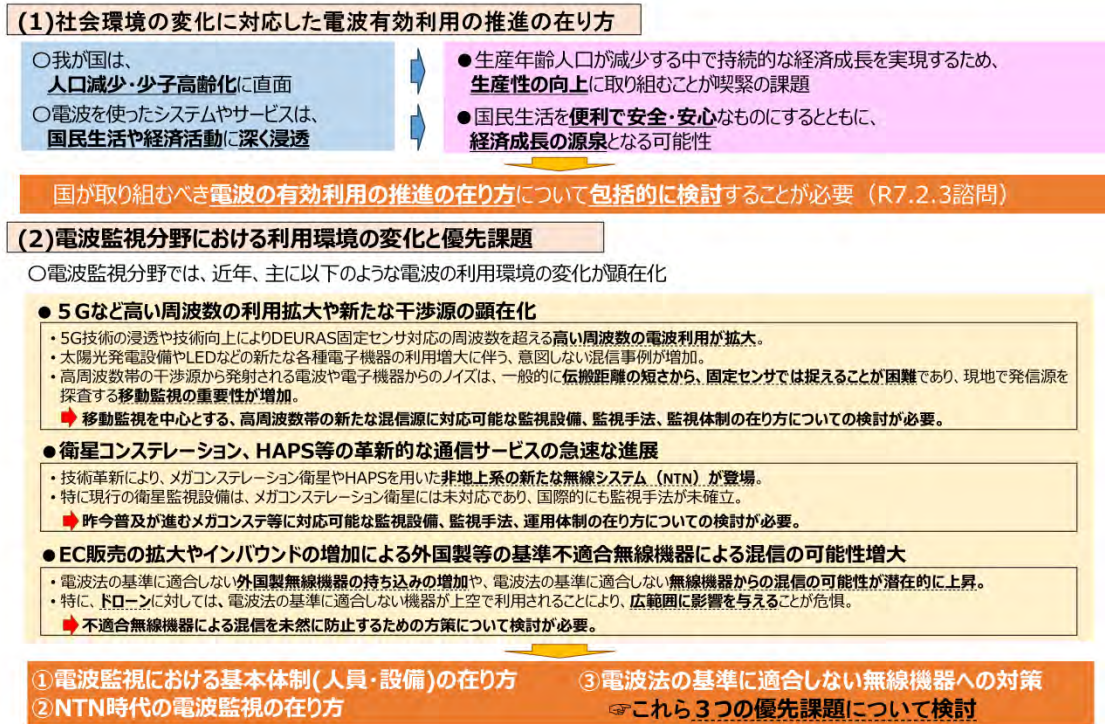 (1)社会環境の変化に対応した電波有効利用の推進の在り方
○我が国は、
人口減少・少子高齢化に直面
○電波を使ったシステムやサービスは、
国民生活や経済活動に深く浸透
●生産年齢人口が減少する中で持続的な経済成長を実現するため、
生産性の向上に取り組むことが喫緊の課題
●国民生活を便利で安全・安心なものにするとともに、
経済成長の源泉となる可能性
国が取り組むべき電波の有効利用の推進の在り方について包括的に検討することが必要（R7.2.3諮問）
(2)電波監視分野における利用環境の変化と優先課題
○電波監視分野では、近年、主に以下のような電波の利用環境の変化が顕在化
●５Gなど高い周波数の利用拡大や新たな干渉源の顕在化
・5G技術の浸透や技術向上によりDEURAS固定センサ対応の周波数を超える高い周波数の電波利用が拡大。
・太陽光発電設備やLEDなどの新たな各種電子機器の利用増大に伴う、意図しない混信事例が増加。
・高周波数帯の干渉源から発射される電波や電子機器からのノイズは、一般的に伝搬距離の短さから、固定センサでは捉えることが困難であり、現地で発信源を
探査する移動監視の重要性が増加。
移動監視を中心とする、高周波数帯の新たな混信源に対応可能な監視設備、監視手法、監視体制の在り方についての検討が必要。
●衛星コンステレーション、HAPS等の革新的な通信サービスの急速な進展
・技術革新により、メガコンステレーション衛星やHAPSを用いた非地上系の新たな無線システム（NTN）が登場。
・特に現行の衛星監視設備は、メガコンステレーション衛星には未対応であり、国際的にも監視手法が未確立。
昨今普及が進むメガコンステ等に対応可能な監視設備、監視手法、運用体制の在り方についての検討が必要。
●EC販売の拡大やインバウンドの増加による外国製等の基準不適合無線機器による混信の可能性増大
・電波法の基準に適合しない外国製無線機器の持ち込みの増加や、電波法の基準に適合しない無線機器からの混信の可能性が潜在的に上昇。
・特に、ドローンに対しては、電波法の基準に適合しない機器が上空で利用されることにより、広範囲に影響を与えることが危惧。
不適合無線機器による混信を未然に防止するための方策について検討が必要。
①電波監視における基本体制(人員・設備)の在り方
②NTN時代の電波監視の在り方
③電波法の基準に適合しない無線機器への対策
☞これら３つの優先課題について検討